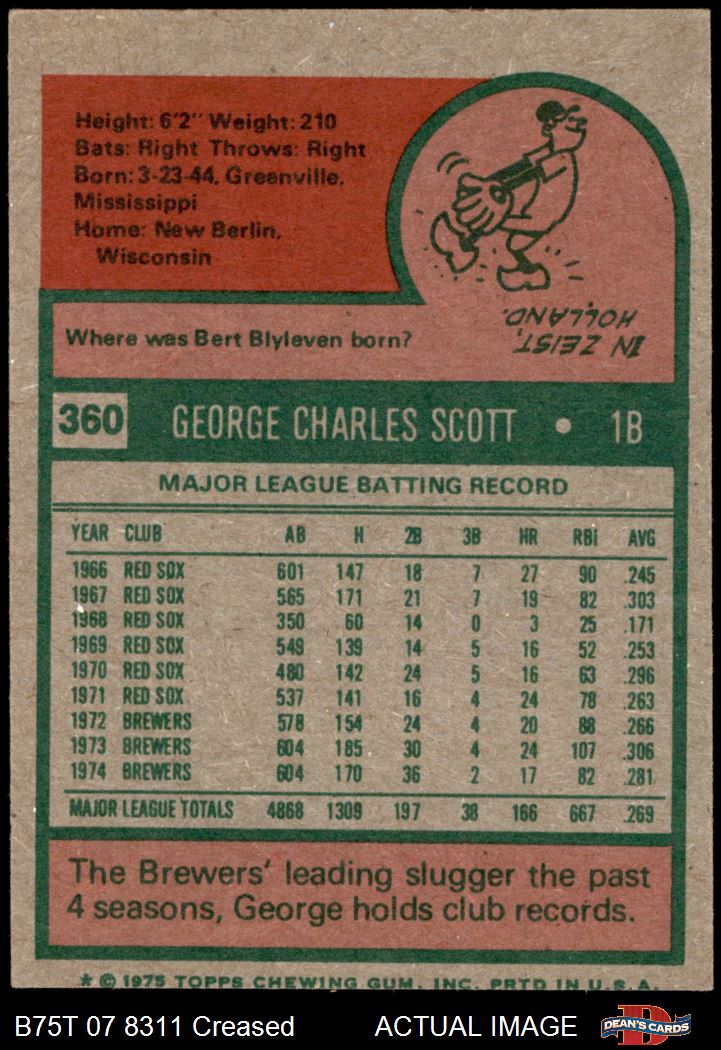 Height: 6'2" Weight: 210
Bats: Right Throws: Right
Born: 3-23-44, Greenville,
Mississippi
Home: New Berlin,
Wisconsin
Where was Bert Blyleven born?
IN ZEIST,
HOLLAND.
360 GEORGE CHARLES SCOTT • 1B
MAJOR LEAGUE BATTING RECORD
YEAR CLUB AB H 2B 3B HR RBI AVG
1966 RED SOX 601 147 18 7 27 90 .245
1967 RED SOX 565 171 21 7 19 82 .303
1968 RED SOX 350 60 14 0 3 25 .171
1969 RED SOX 549 139 14 5 16 52 .253
1970 RED SOX 480 142 24 5 16 63 .296
1971 RED SOX 537 141 16 4 24 78 .263
1972 BREWERS 578 154 24 4 20 88 .266
1973 BREWERS 604 185 30 4 24 107 .306
1974 BREWERS 604 170 36 2 17 82 .281
MAJOR LEAGUE TOTALS 4868 1309 197 38 166 667 .269
The Brewers' leading slugger the past
4 seasons, George holds club records.
* © 1975 TOPPS CHEWING GUM, INC. PRTD IN U.S.A.
B75T 07 8311 Creased ACTUAL IMAGE DEAN'S CARDS